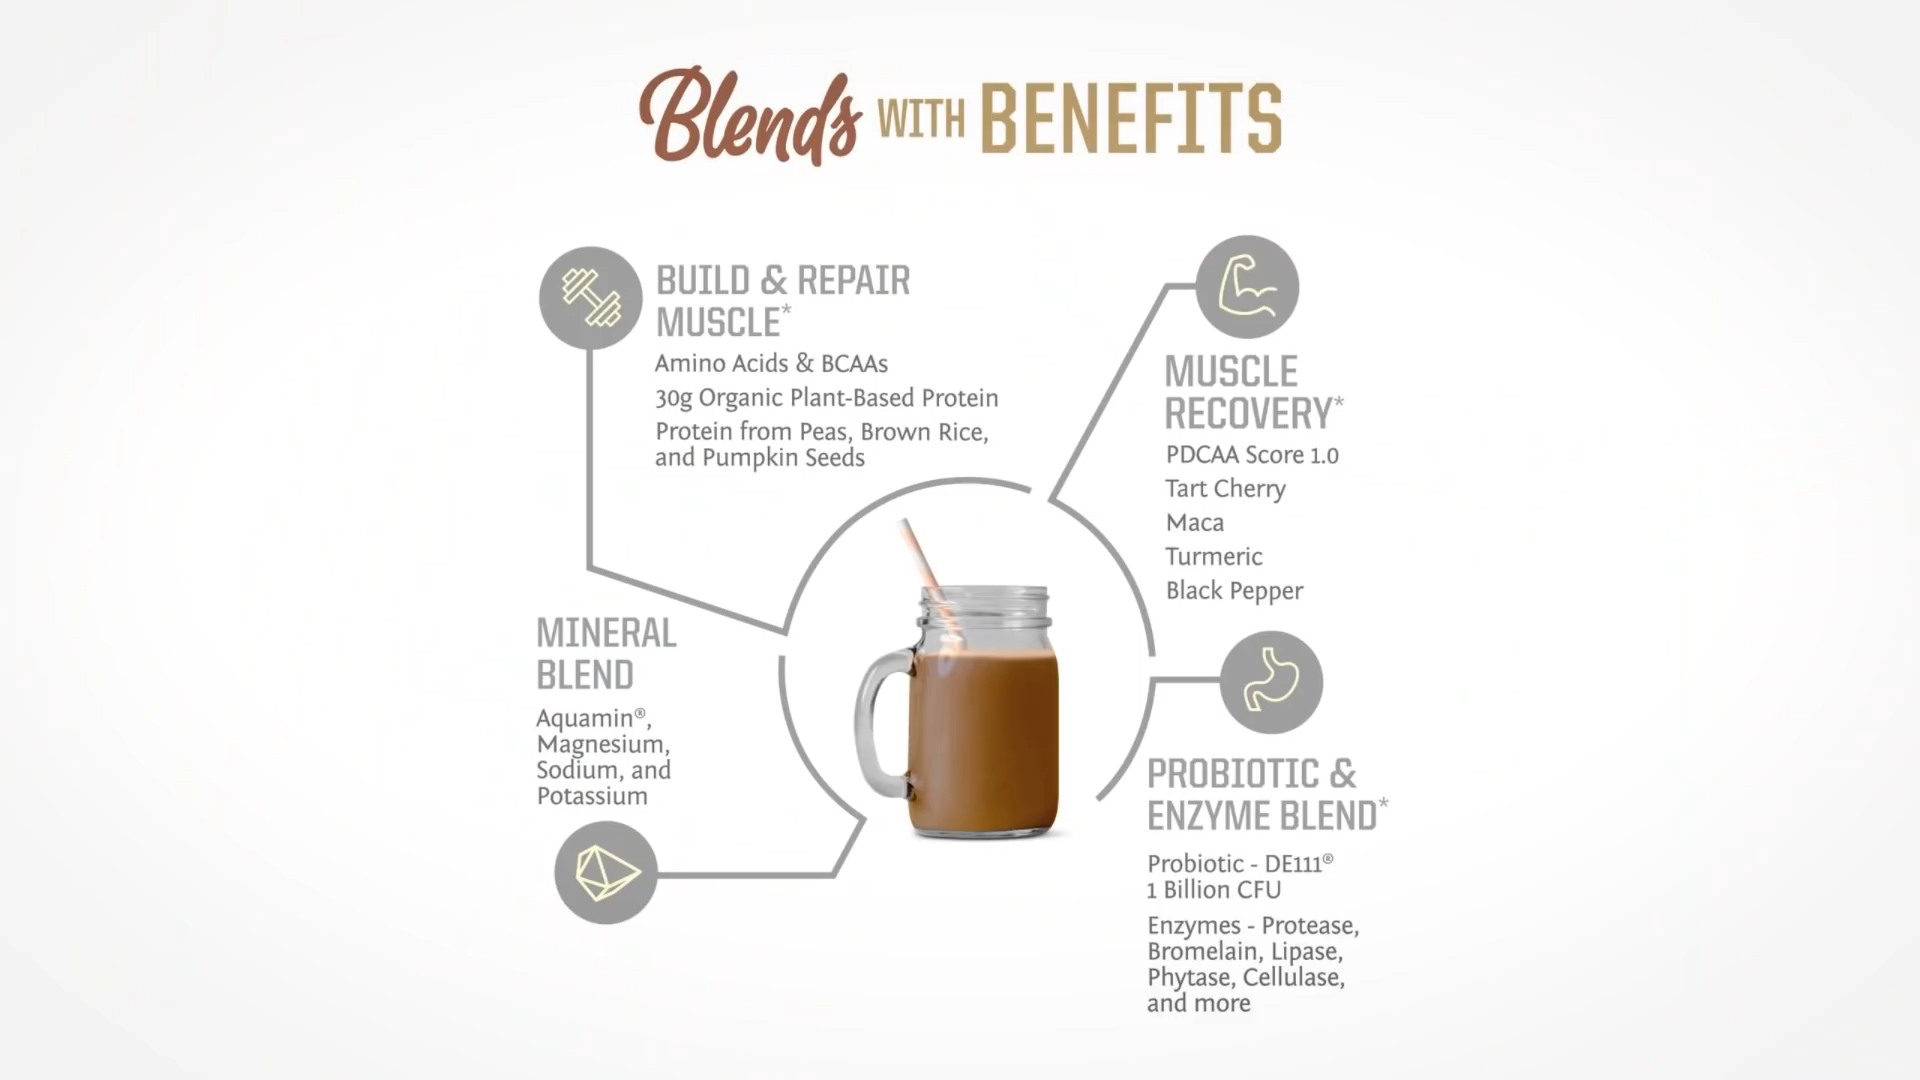 Blends WITH BENEFITS
BUILD & REPAIR
MUSCLE*
Amino Acids & BCAAs
30g Organic Plant-Based Protein
Protein from Peas, Brown Rice,
and Pumpkin Seeds
MUSCLE
RECOVERY*
PDCAA Score 1.0
Tart Cherry
Maca
Turmeric
Black Pepper
MINERAL
BLEND
Aquamin®,
Magnesium,
Sodium, and
Potassium
PROBIOTIC &
ENZYME BLEND*
Probiotic - DE111®
1 Billion CFU
Enzymes - Protease,
Bromelain, Lipase,
Phytase, Cellulase,
and more